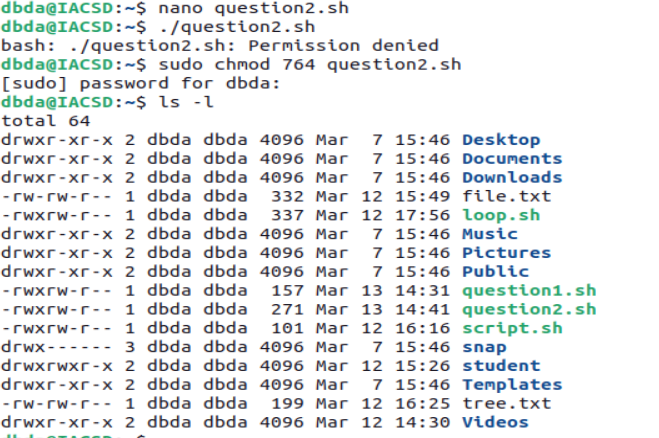 dbda@IACSD:~$ nano question2.sh
dbda@IACSD:~$ ./question2.sh
bash: ./question2.sh: Permission denied
dbda@IACSD:~$ sudo chmod 764 question2.sh
[sudo] password for dbda:
dbda@IACSD:~$ ls -l
total 64
drwxr-xr-x 2 dbda dbda 4096 Mar  7 15:46 Desktop
drwxr-xr-x 2 dbda dbda 4096 Mar  7 15:46 Documents
drwxr-xr-x 2 dbda dbda 4096 Mar  7 15:46 Downloads
-rw-rw-r-- 1 dbda dbda  332 Mar 12 15:49 file.txt
-rwxrw-r-- 1 dbda dbda  337 Mar 12 17:56 loop.sh
drwxr-xr-x 2 dbda dbda 4096 Mar  7 15:46 Music
drwxr-xr-x 2 dbda dbda 4096 Mar  7 15:46 Pictures
drwxr-xr-x 2 dbda dbda 4096 Mar  7 15:46 Public
-rwxrw-r-- 1 dbda dbda  157 Mar 13 14:31 question1.sh
-rwxrw-r-- 1 dbda dbda  271 Mar 13 14:41 question2.sh
-rwxrw-r-- 1 dbda dbda  101 Mar 12 16:16 script.sh
drwx------ 3 dbda dbda 4096 Mar  7 15:46 snap
drwxrwxr-x 2 dbda dbda 4096 Mar 12 15:26 student
drwxr-xr-x 2 dbda dbda 4096 Mar  7 15:46 Templates
-rw-rw-r-- 1 dbda dbda  199 Mar 12 16:25 tree.txt
drwxrwxr-x 2 dbda dbda 4096 Mar 12 14:30 Videos